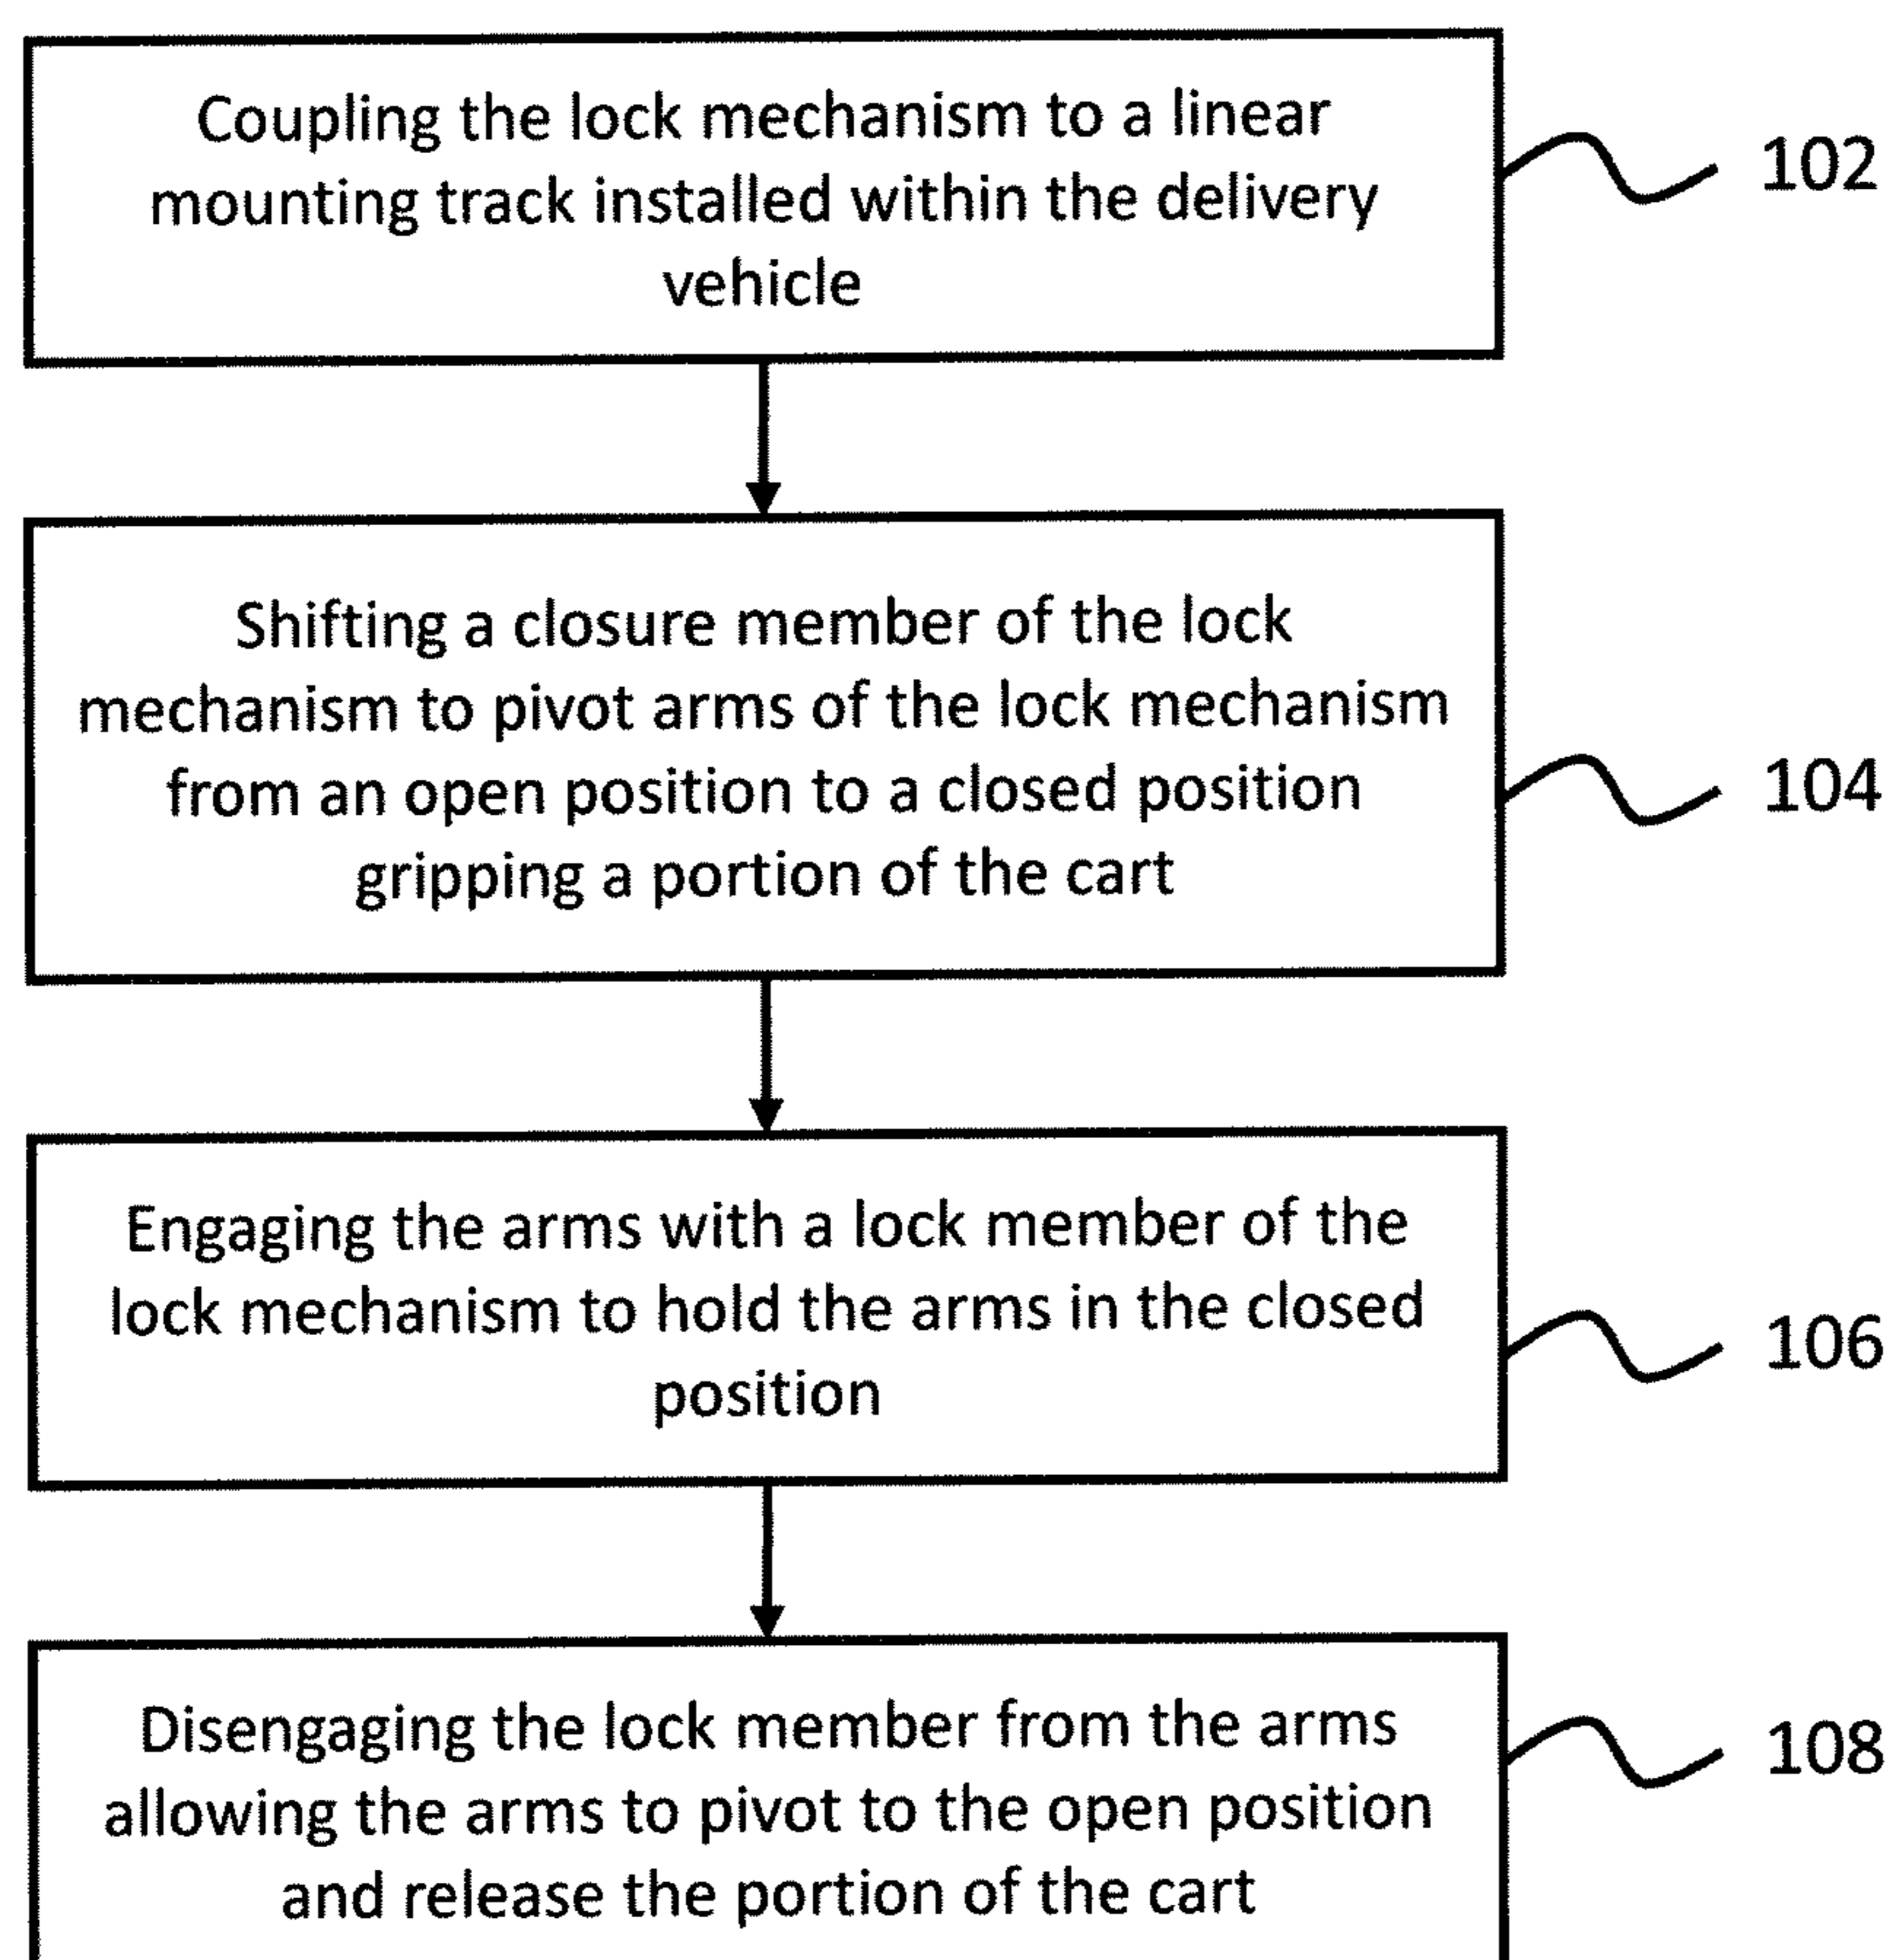 Coupling the lock mechanism to a linear
mounting track installed within the delivery
vehicle
102
Shifting a closure member of the lock
mechanism to pivot arms of the lock mechanism
from an open position to a closed position
gripping a portion of the cart
104
Engaging the arms with a lock member of the
lock mechanism to hold the arms in the closed
position
106
Disengaging the lock member from the arms
allowing the arms to pivot to the open position
and release the portion of the cart
108